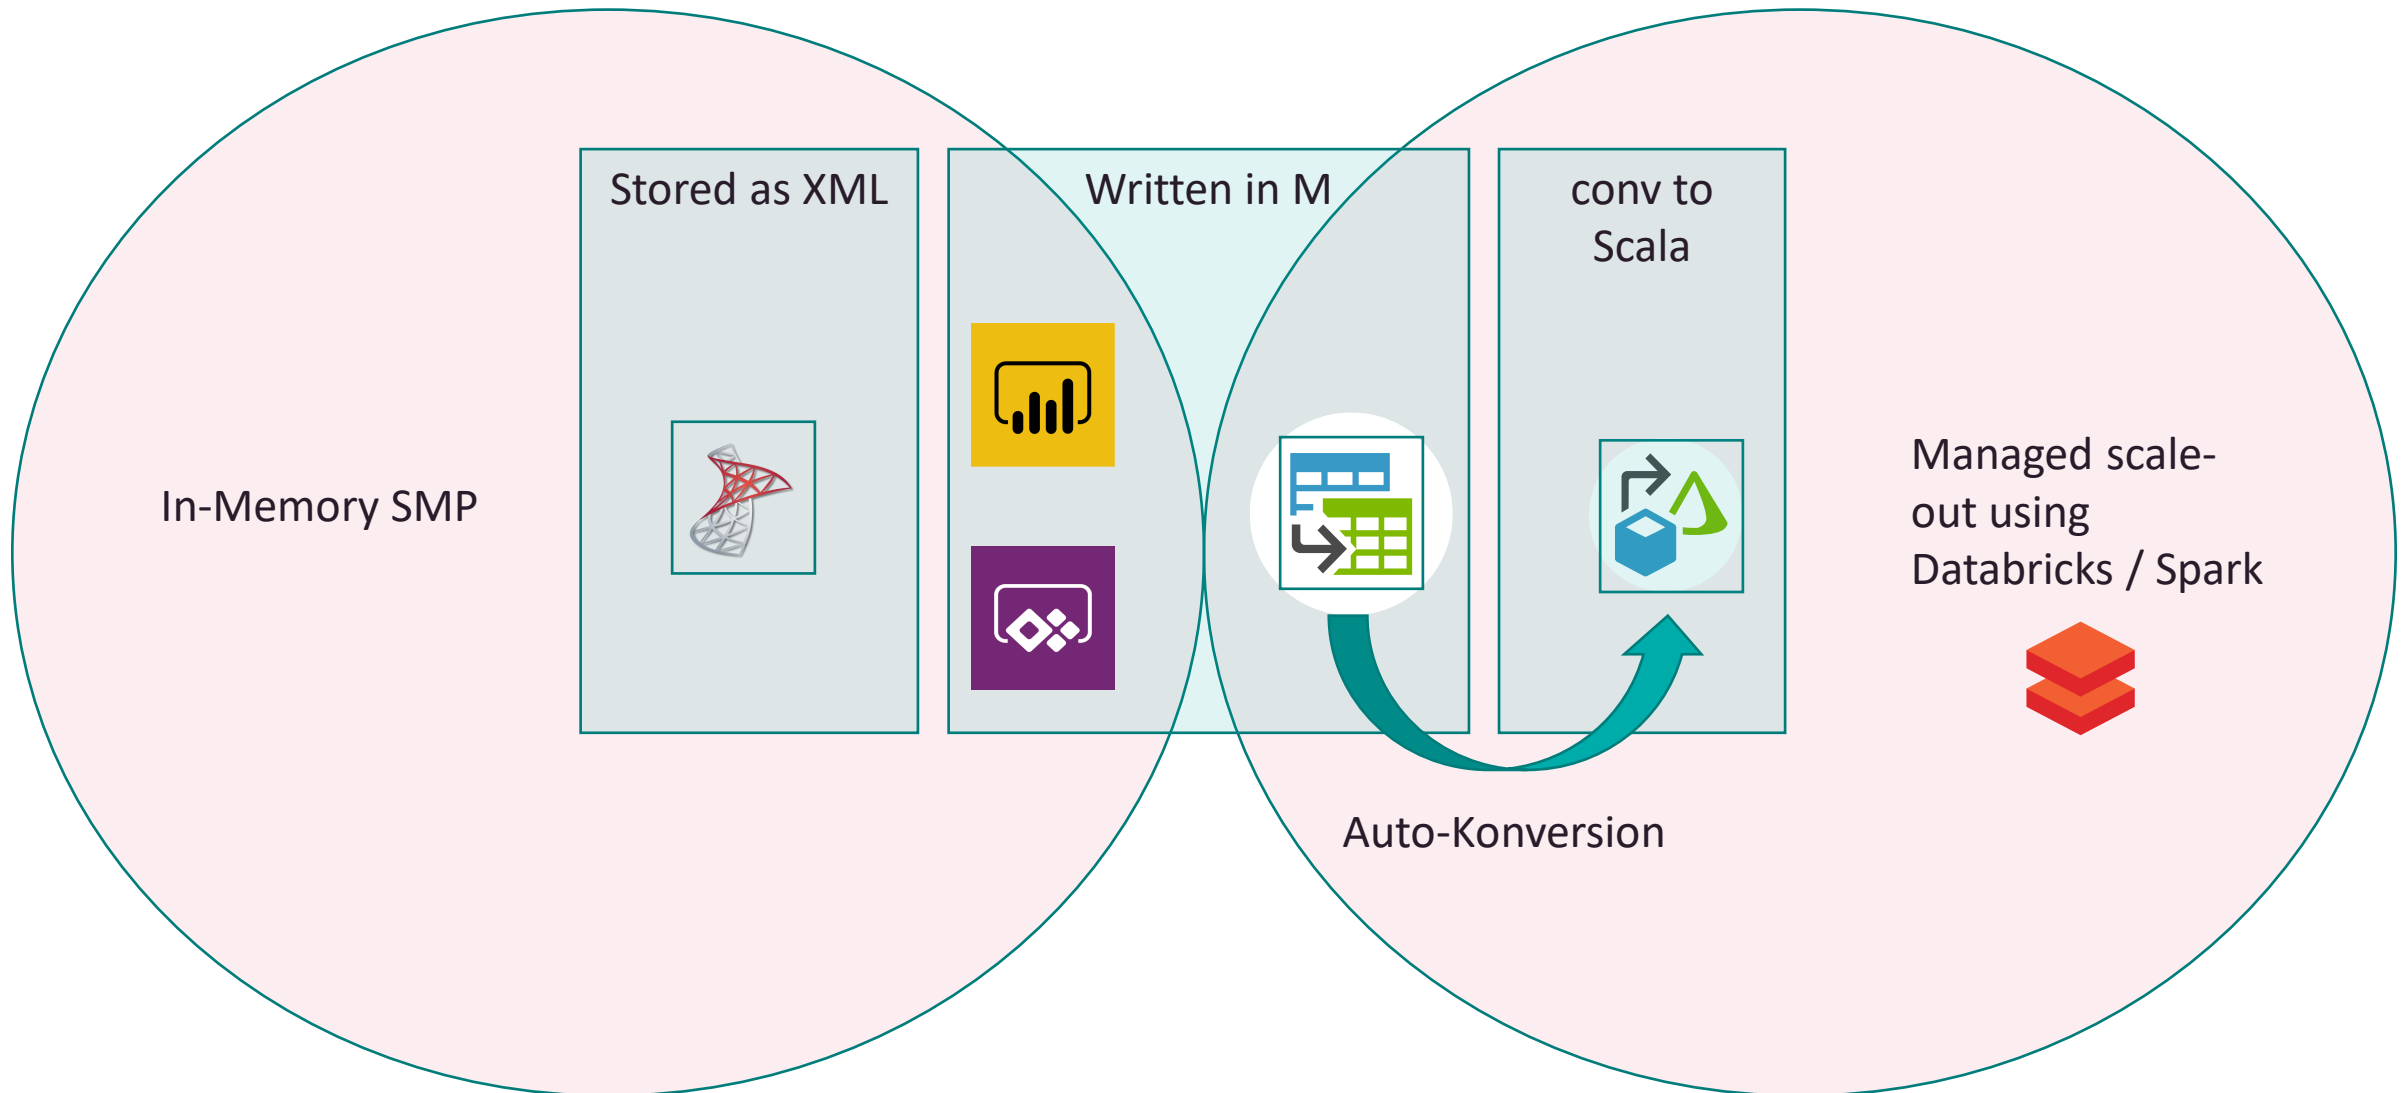 Stored as XML
Written in M
conv to
Scala
In-Memory SMP
Managed scale-
out using
Databricks / Spark
Auto-Konversion